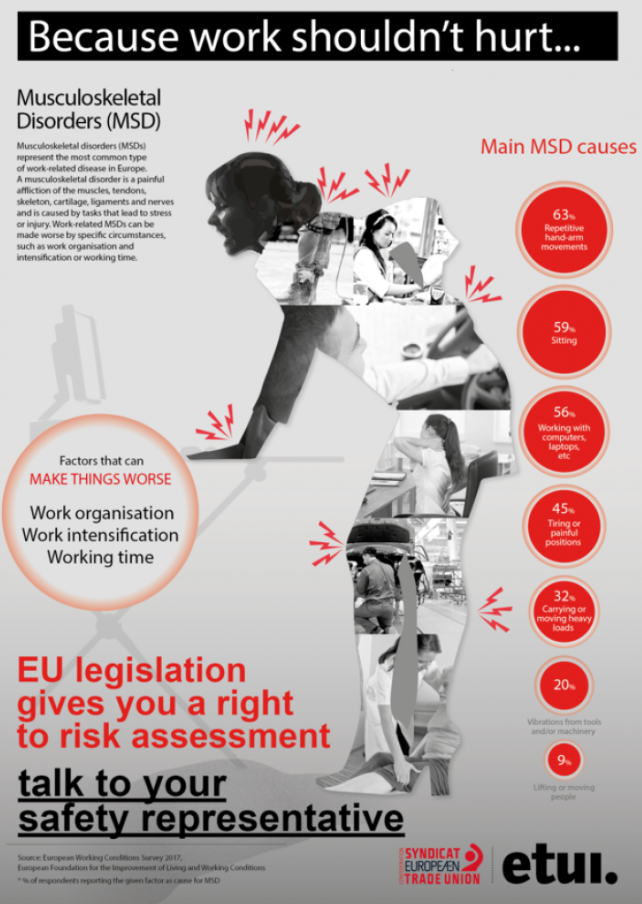 Because work shouldn't hurt...
Musculoskeletal
Disorders (MSD)
Musculoskeletal disorders (MSDs)
represent the most common type
of work-related disease in Europe.
A musculoskeletal disorder is a painful
affliction of the muscles, tendons,
skeleton, cartilage, ligaments and nerves
and is caused by tasks that lead to stress
or injury. Work-related MSDs can be
made worse by specific circumstances,
such as work organisation and
intensification or working time.
Main MSD causes
63%
Repetitive
hand-arm
movements
59%
Sitting
56%
Working with
computers,
laptops,
etc
45%
Tiring or
painful
positions
32%
Carrying or
moving heavy
loads
20%
Vibrations from tools
and/or machinery
9%
Lifting or moving
people
Factors that can
MAKE THINGS WORSE
Work organisation
Work intensification
Working time
EU legislation
gives you a right
to risk assessment
talk to your
safety representative
Source: European Working Conditions Survey 2017,
European Foundation for the Improvement of Living and Working Conditions
* % of respondents reporting the given factor as cause for MSD
CONFEDERATION
SYNDICAT
EUROPEAN
TRADE UNION
etui.